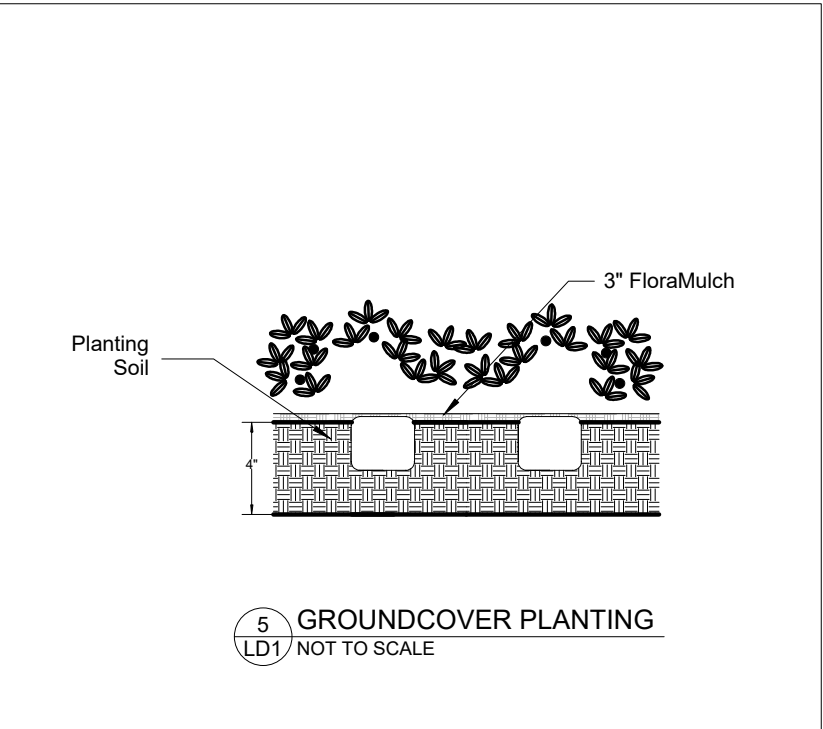 3" FloraMulch
Planting
Soil
4"
5
LD1
GROUNDCOVER PLANTING
NOT TO SCALE